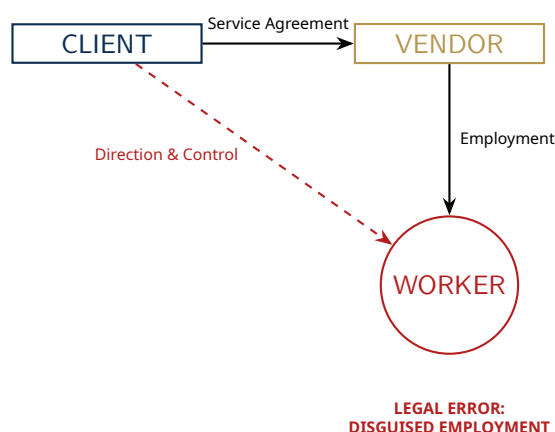 Service Agreement
CLIENT
VENDOR
Employment
Direction & Control
WORKER
LEGAL ERROR:
DISGUISED EMPLOYMENT